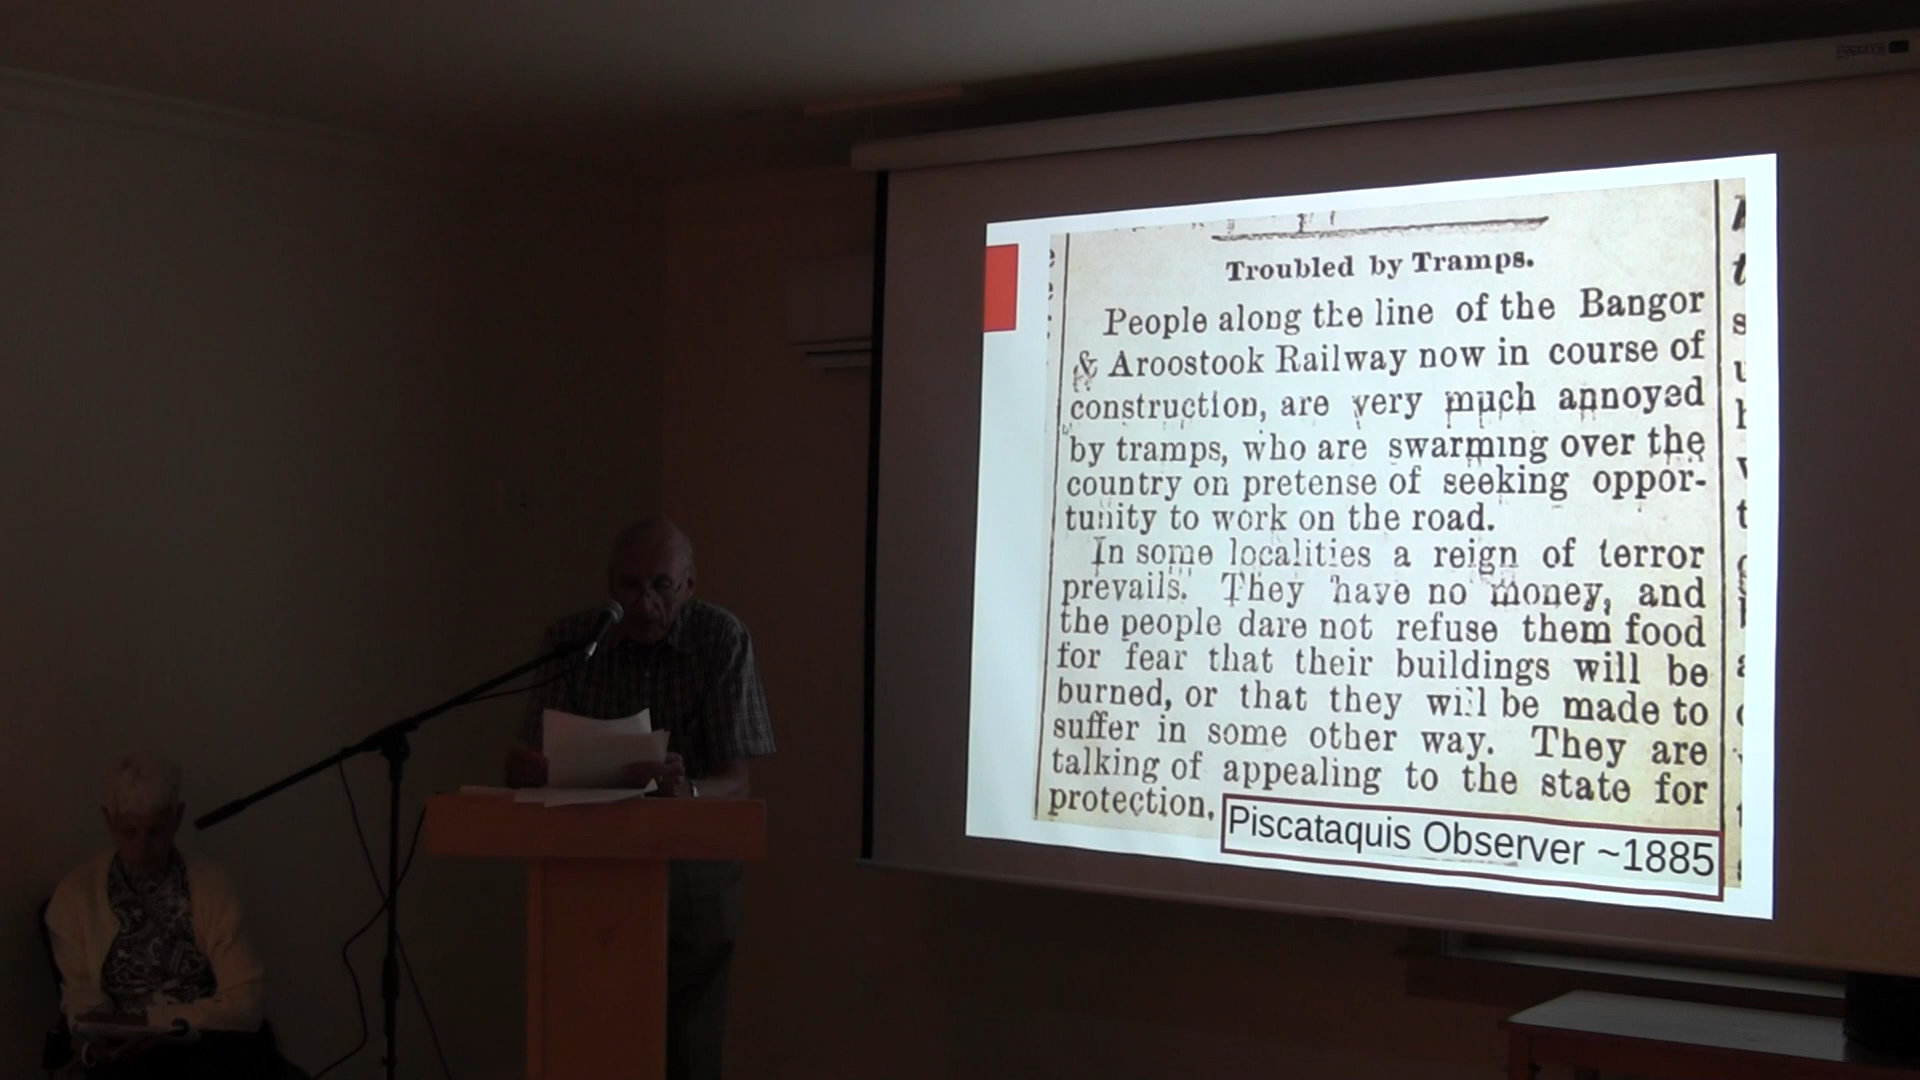 Troubled by Tramps.
People along the line of the Bangor
& Aroostook Railway now in course of
construction, are very much annoyed
by tramps, who are swarming over the
country on pretense of seeking oppor-
tunity to work on the road.
In some localities a reign of terror
prevails. They have no money, and
the people dare not refuse them food
for fear that their buildings will be
burned, or that they will be made to
suffer in some other way. They are
talking of appealing to the state for
protection.
Piscataquis Observer ~1885